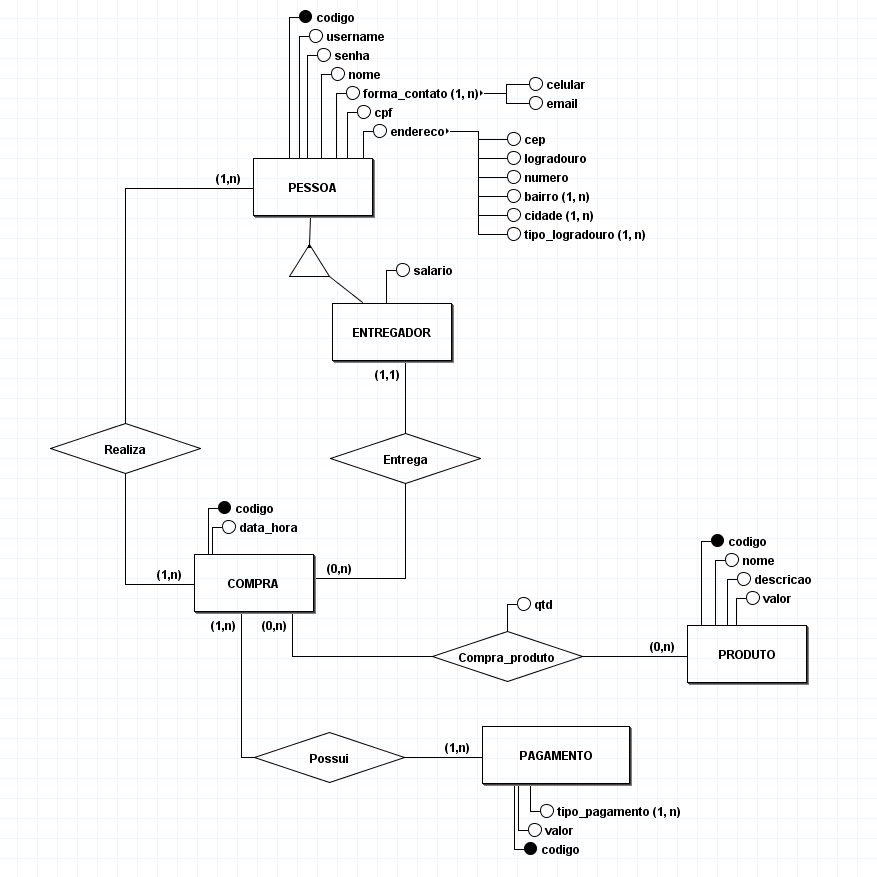 codigo
username
senha
nome
forma_contato (1, n)
celular
email
cpf
endereco
cep
logradouro
numero
bairro (1, n)
cidade (1, n)
tipo_logradouro (1, n)
(1,n)
PESSOA
salario
ENTREGADOR
(1,1)
Realiza
Entrega
codigo
data_hora
(1,n)
COMPRA
(0,n)
(1,n)
(0,n)
qtd
Compra_produto
(0,n)
codigo
nome
descricao
valor
PRODUTO
Possui
(1,n)
PAGAMENTO
tipo_pagamento (1, n)
valor
codigo